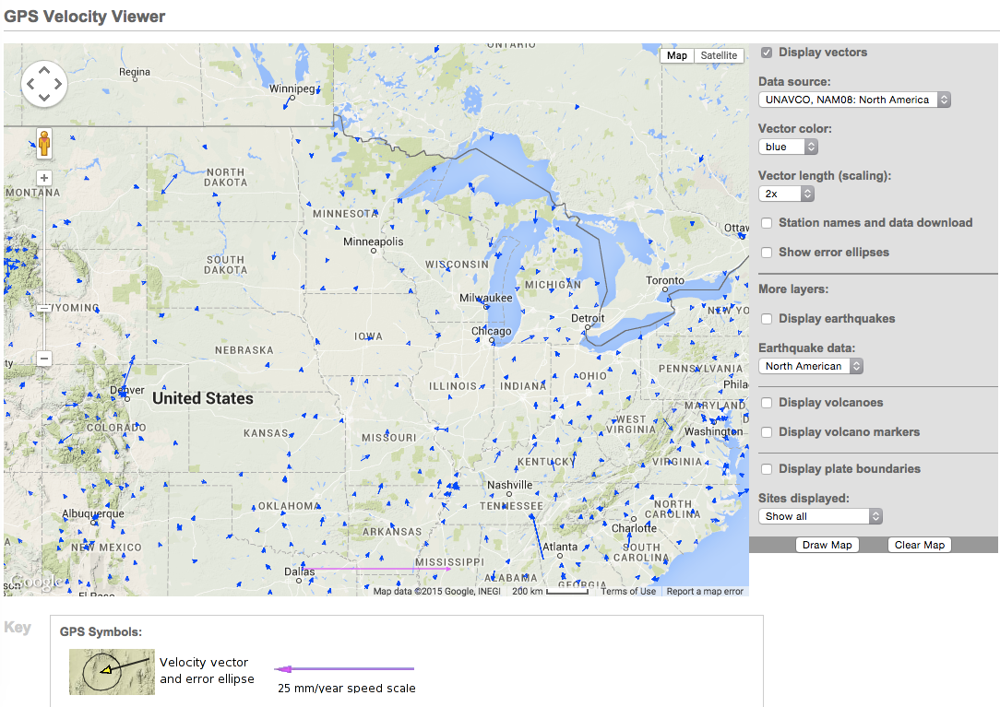 GPS Velocity Viewer
ONTARIO
Map Satellite
Regina
Winnipeg
NORTH
DAKOTA
MONTANA
MINNESOTA
Minneapolis
Ottaw
SOUTH
DAKOTA
WISCONSIN
MICHIGAN
Toronto
Milwaukee
WYOMING
NEW YO
Detroit
Chicago
IOWA
NEBRASKA
ty
PENNSYLVANIA
OHIO
ILLINOIS
INDIANA
Phila
Denver
United States
MARYLAND
D
WEST
VIRGINIA
Washington
COLORADO
KANSAS
MISSOURI
KENTUCKY
VIRGINIA
Nashville
TENNESSEE
OKLAHOMA
NORTH
CAROLINA
Albuquerque
ARKANSAS
Charlotte
A
NEW MEXICO
Atlanta
SOUTH
CAROLINA
MISSISSIPPI
Dallas
ALABAMA
GEORGIA
son
Google
El Paso
Map data ©2015 Google, INEGI 200 km Terms of Use Report a map error
Display vectors
Data source:
UNAVCO, NAM08: North America
Vector color:
blue
Vector length (scaling):
2x
Station names and data download
Show error ellipses
More layers:
Display earthquakes
Earthquake data:
North American
Display volcanoes
Display volcano markers
Display plate boundaries
Sites displayed:
Show all
Draw Map Clear Map
Key
GPS Symbols:
Velocity vector
and error ellipse
25 mm/year speed scale